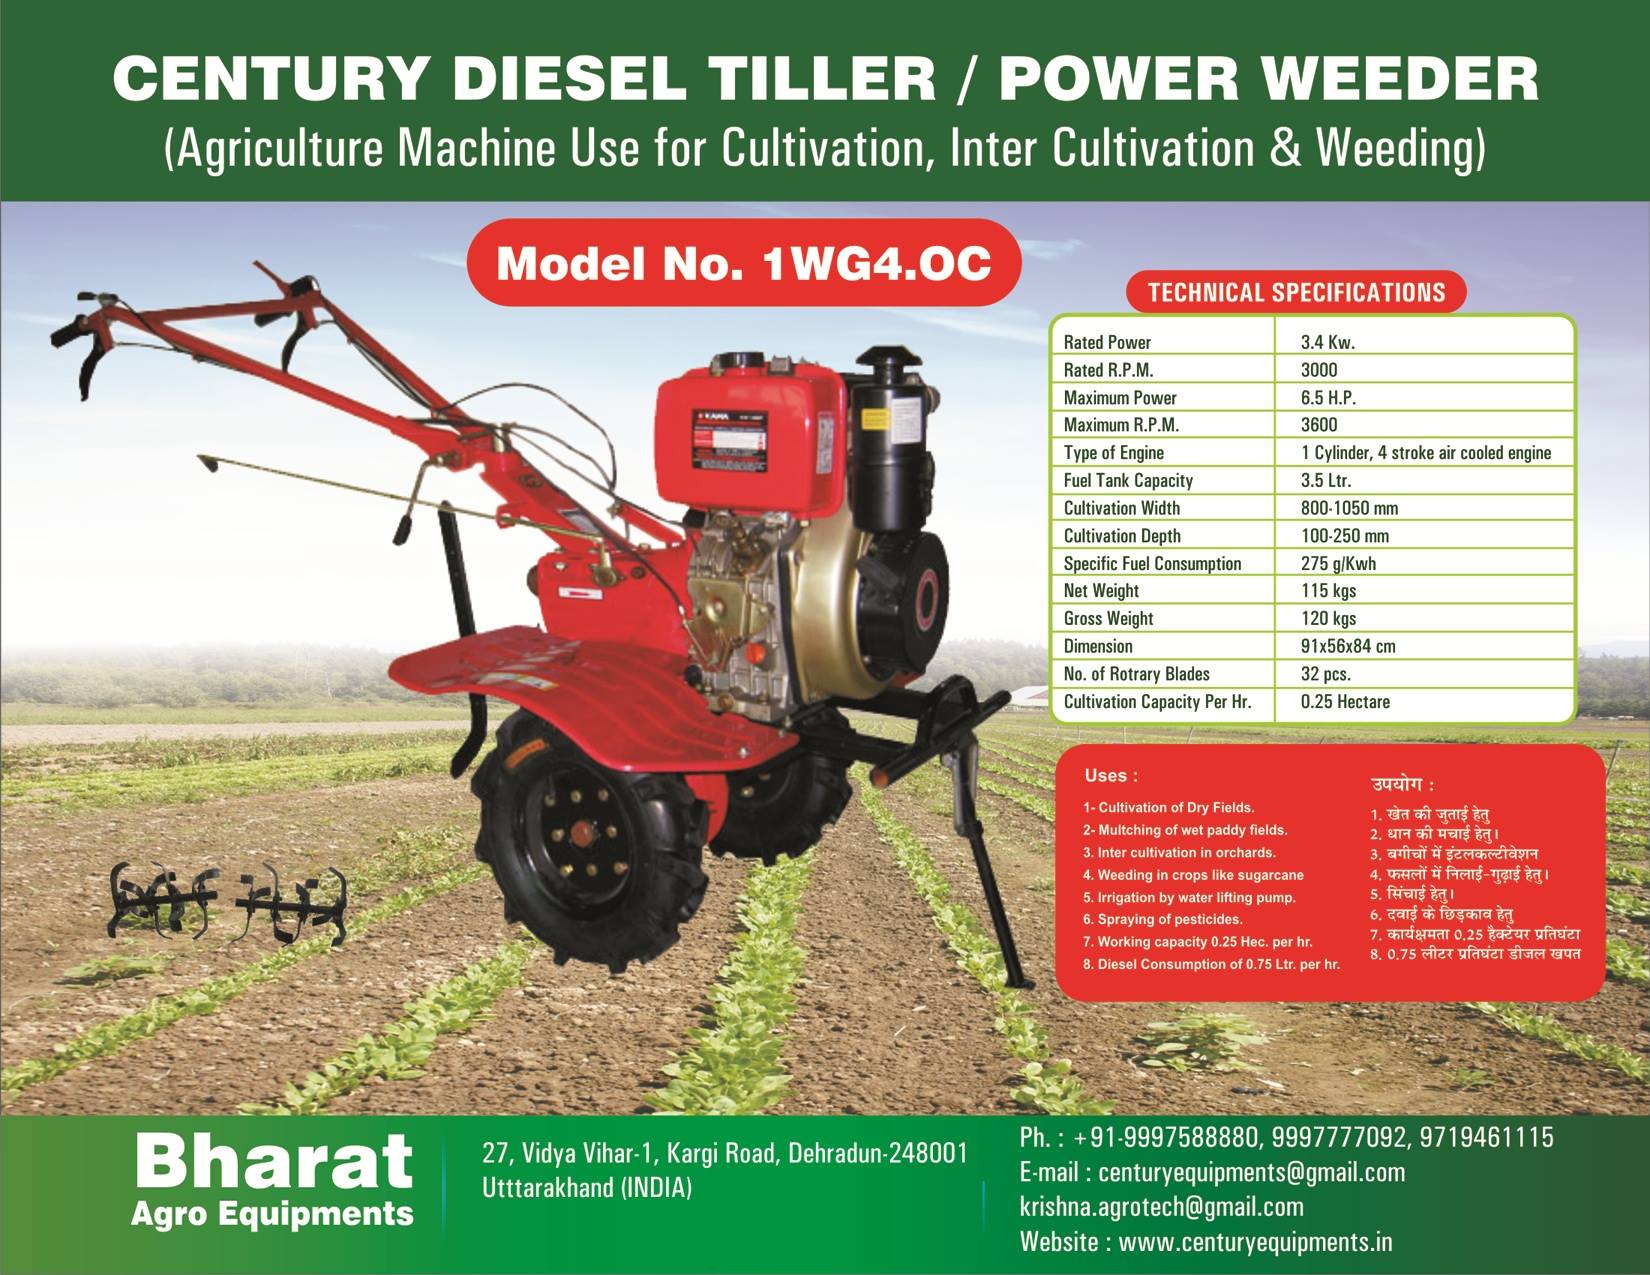 CENTURY DIESEL TILLER / POWER WEEDER
(Agriculture Machine Use for Cultivation, Inter Cultivation & Weeding)
Model No. 1WG4.OC
TECHNICAL SPECIFICATIONS
Rated Power 3.4 Kw.
Rated R.P.M. 3000
Maximum Power 6.5 H.P.
Maximum R.P.M. 3600
Type of Engine 1 Cylinder, 4 stroke air cooled engine
Fuel Tank Capacity 3.5 Ltr.
Cultivation Width 800-1050 mm
Cultivation Depth 100-250 mm
Specific Fuel Consumption 275 g/Kwh
Net Weight 115 kgs
Gross Weight 120 kgs
Dimension 91x56x84 cm
No. of Rotrary Blades 32 pcs.
Cultivation Capacity Per Hr. 0.25 Hectare
KAMA
Uses :
1- Cultivation of Dry Fields.
2- Multching of wet paddy fields.
3. Inter cultivation in orchards.
4. Weeding in crops like sugarcane
5. Irrigation by water lifting pump.
6. Spraying of pesticides.
7. Working capacity 0.25 Hec. per hr.
8. Diesel Consumption of 0.75 Ltr. per hr.
उपयोग :
1. खेत की जुताई हेतु
2. धान की मचाई हेतु।
3. बगीचों में इंटलकल्टीवेशन
4. फसलों में निलाई-गुढ़ाई हेतु।
5. सिंचाई हेतु।
6. दवाई के छिड़काव हेतु
7. कार्यक्षमता 0.25 हैक्टेयर प्रतिघंटा
8. 0.75 लीटर प्रतिघंटा डीजल खपत
Bharat
Agro Equipments
27, Vidya Vihar-1, Kargi Road, Dehradun-248001
Utttarakhand (INDIA)
Ph. : +91-9997588880, 9997777092, 9719461115
E-mail : centuryequipments@gmail.com
krishna.agrotech@gmail.com
Website : www.centuryequipments.in